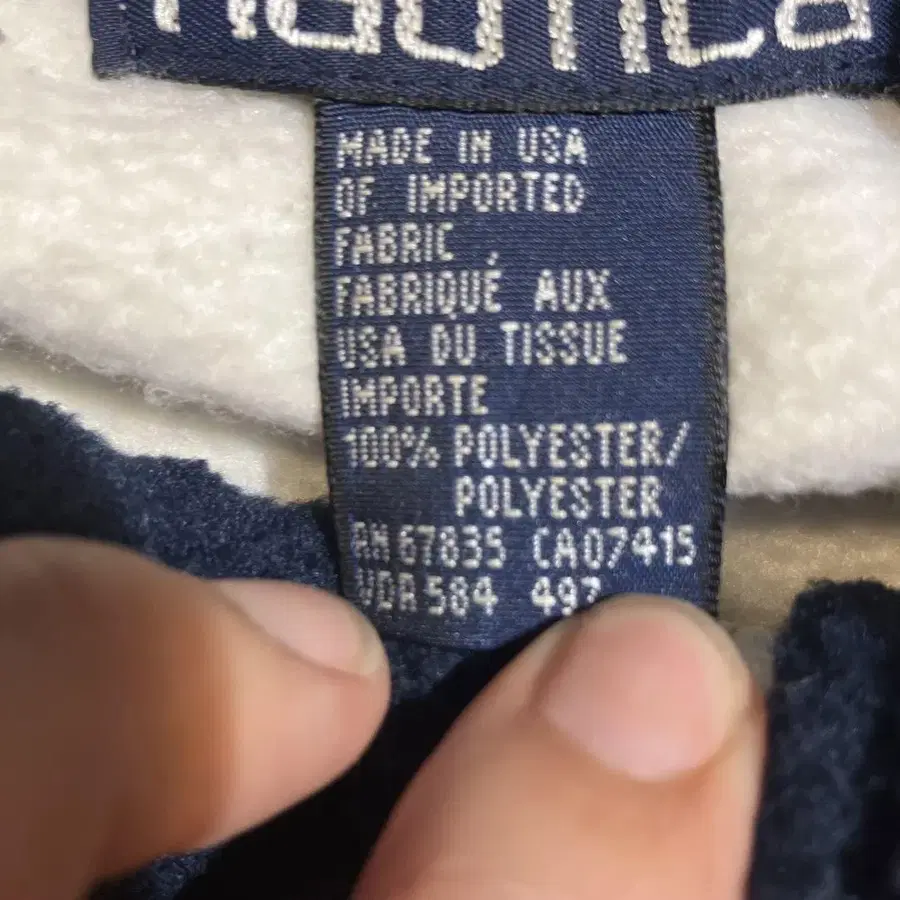 nautica
MADE IN USA
OF IMPORTED
FABRIC,
FABRIQUÉ AUX
USA DU TISSUE
IMPORTE
100% POLYESTER/
POLYESTER
RN 67835 CA07415
VDR 584 497